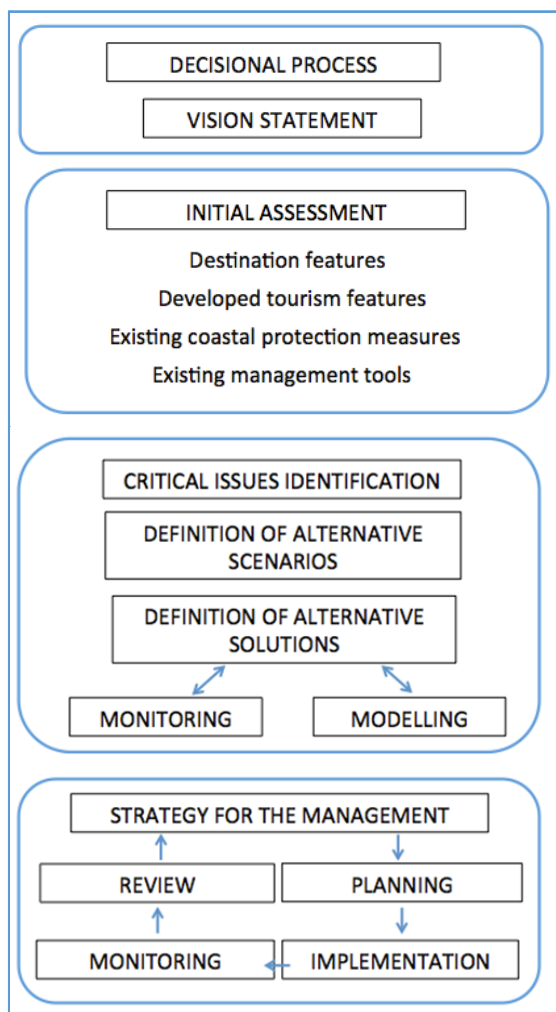 DECISIONAL PROCESS
VISION STATEMENT
INITIAL ASSESSMENT
Destination features
Developed tourism features
Existing coastal protection measures
Existing management tools
CRITICAL ISSUES IDENTIFICATION
DEFINITION OF ALTERNATIVE
SCENARIOS
DEFINITION OF ALTERNATIVE
SOLUTIONS
MONITORING
MODELLING
STRATEGY FOR THE MANAGEMENT
REVIEW
PLANNING
MONITORING
IMPLEMENTATION